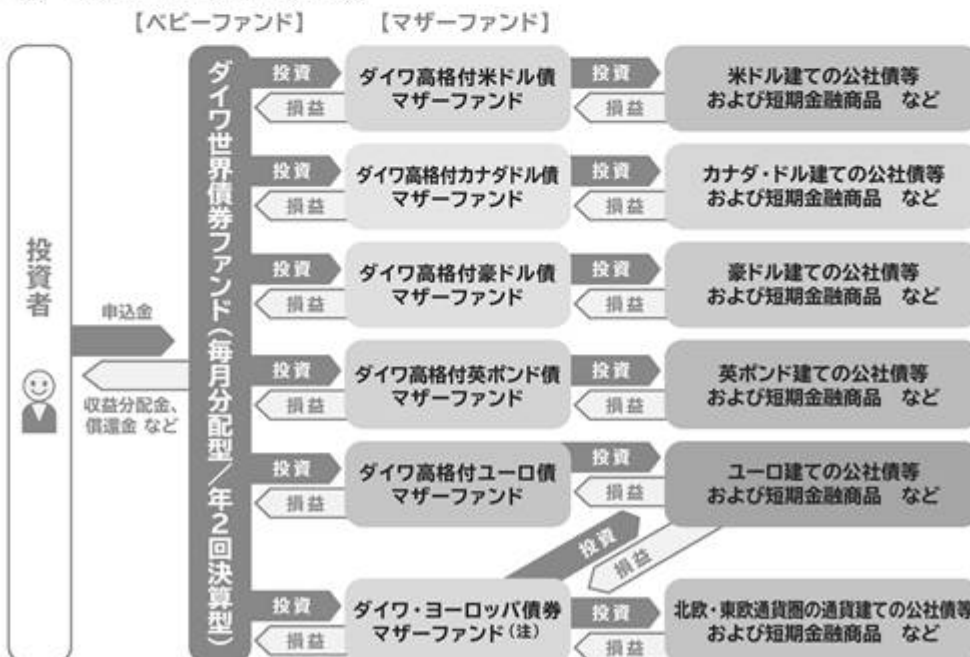 【ベビーファンド】
【マザーファンド】
投資者
申込金
収益分配金、
償還金 など
ダイワ世界債券ファンド(毎月分配型/年2回決算型)
投資
損益
ダイワ高格付米ドル債
マザーファンド
投資
損益
米ドル建ての公社債等
および短期金融商品 など
投資
損益
ダイワ高格付カナダドル債
マザーファンド
投資
損益
カナダ・ドル建ての公社債等
および短期金融商品 など
投資
損益
ダイワ高格付豪ドル債
マザーファンド
投資
損益
豪ドル建ての公社債等
および短期金融商品 など
投資
損益
ダイワ高格付英ポンド債
マザーファンド
投資
損益
英ポンド建ての公社債等
および短期金融商品 など
投資
損益
ダイワ高格付ユーロ債
マザーファンド
投資
損益
ユーロ建ての公社債等
および短期金融商品 など
投資
損益
投資
損益
ダイワ・ヨーロッパ債券
マザーファンド(注)
投資
損益
北欧・東欧通貨圏の通貨建ての公社債等
および短期金融商品 など